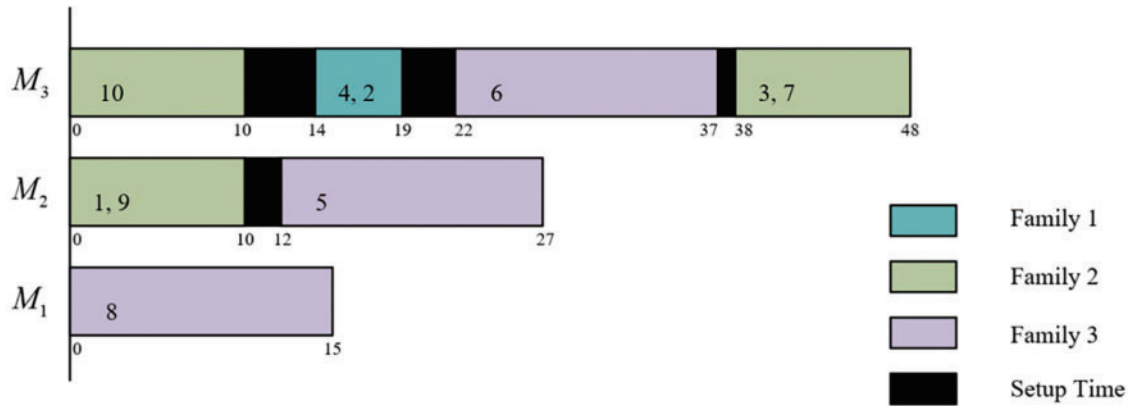 M3
10
4, 2
6
3, 7
0 10 14 19 22 37 38 48
M2
1, 9
5
0 10 12 27
M1
8
0 15
Family 1
Family 2
Family 3
Setup Time